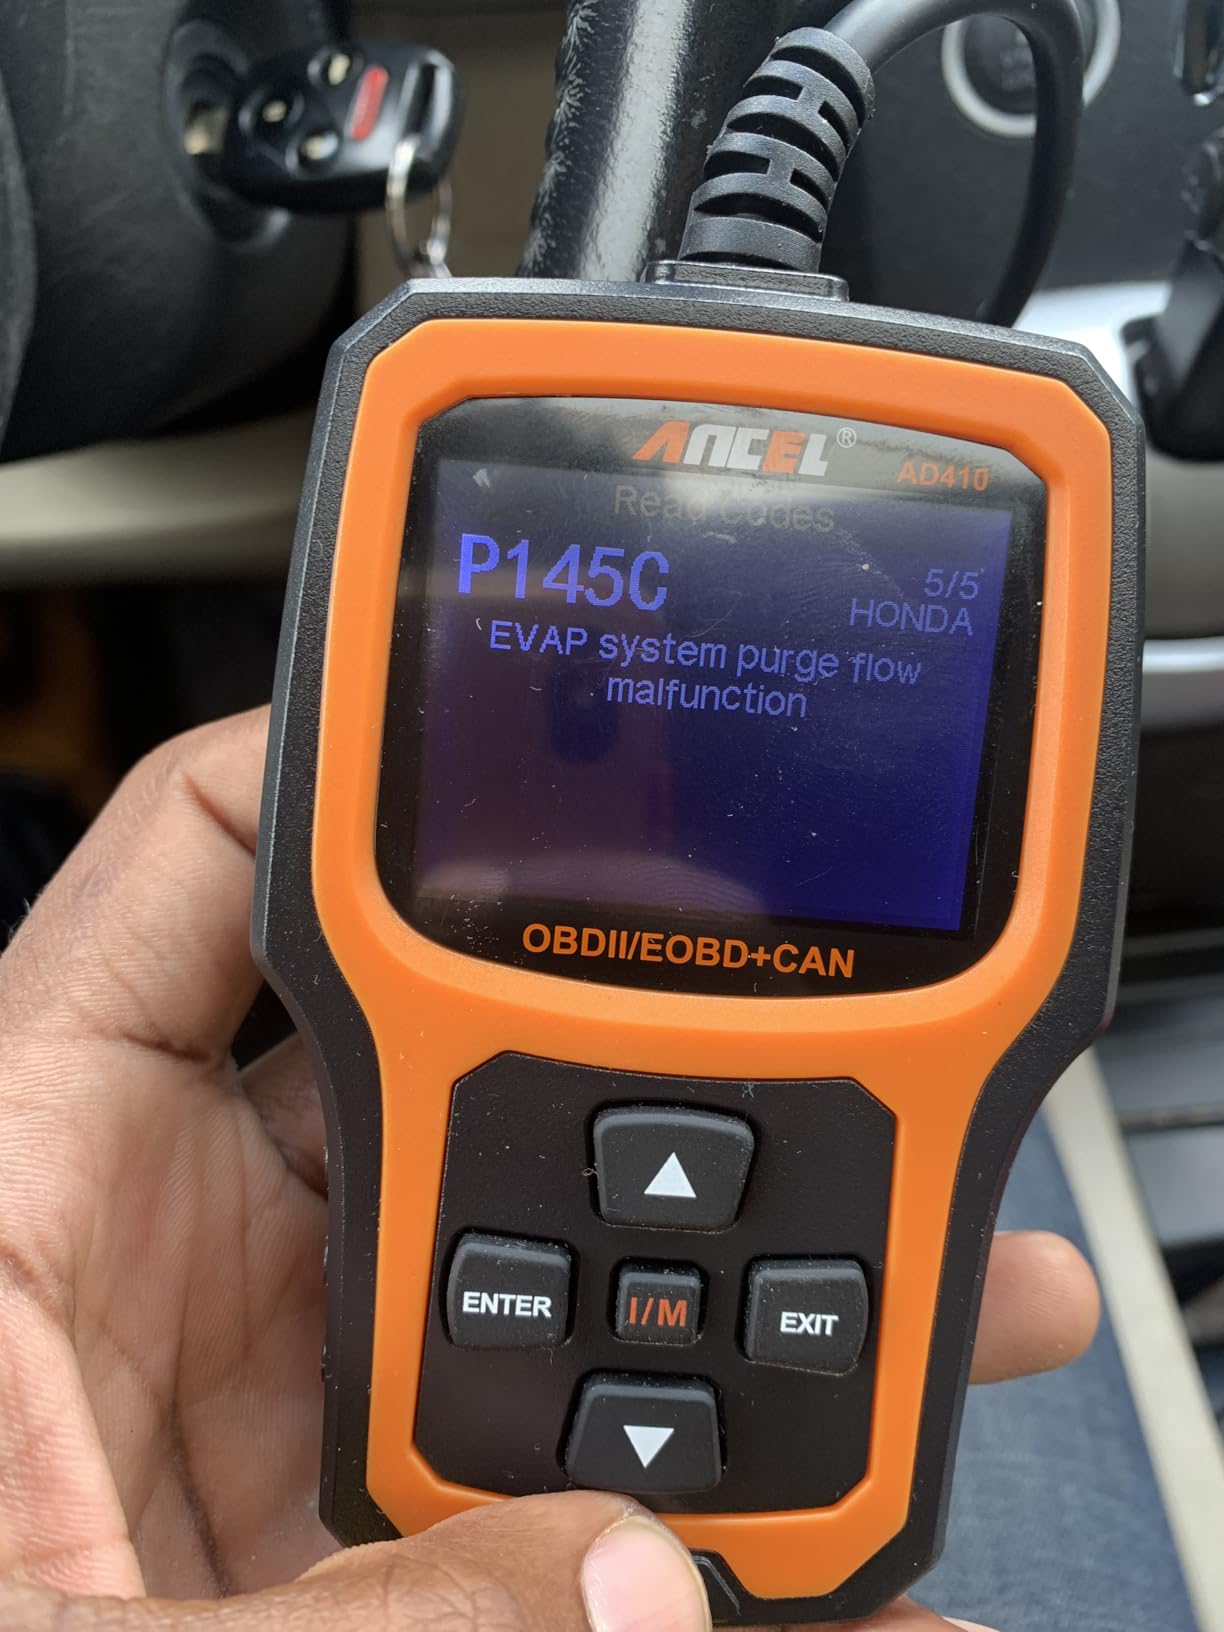 ANCEL®
AD410
Read Codes
P145C
5/5
HONDA
EVAP system purge flow
malfunction
OBDII/EOBD+CAN
▲
ENTER
I/M
EXIT
▼